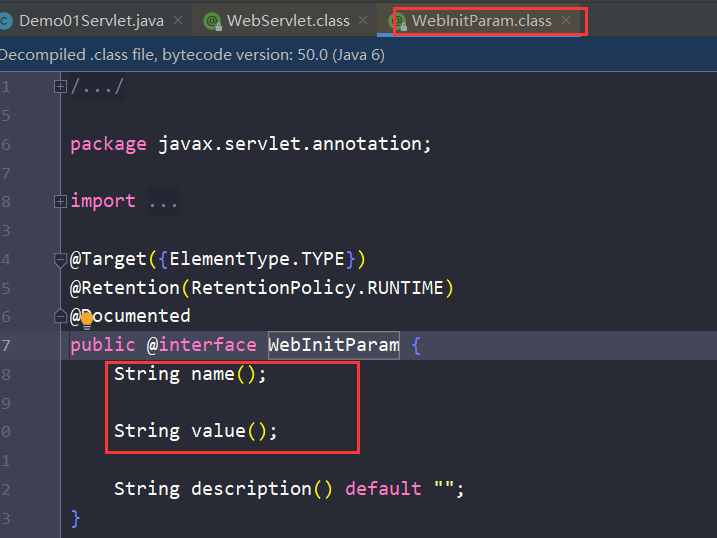 Demo01Servlet.java
WebServlet.class
WebInitParam.class
Decompiled .class file, bytecode version: 50.0 (Java 6)
1 /.../
5
6 package javax.servlet.annotation;
7
8 import ...
3
4 @Target({ElementType.TYPE})
5 @Retention(RetentionPolicy.RUNTIME)
6 @Documented
7 public @interface WebInitParam {
8 String name();
9
0 String value();
1
2 String description() default "";
3 }